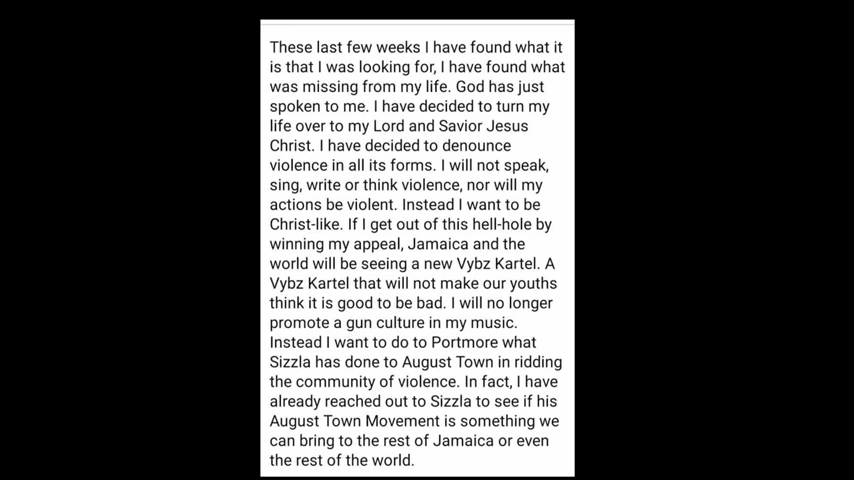 These last few weeks I have found what it
is that I was looking for, I have found what
was missing from my life. God has just
spoken to me. I have decided to turn my
life over to my Lord and Savior Jesus
Christ. I have decided to denounce
violence in all its forms. I will not speak,
sing, write or think violence, nor will my
actions be violent. Instead I want to be
Christ-like. If I get out of this hell-hole by
winning my appeal, Jamaica and the
world will be seeing a new Vybz Kartel. A
Vybz Kartel that will not make our youths
think it is good to be bad. I will no longer
promote a gun culture in my music.
Instead I want to do to Portmore what
Sizzla has done to August Town in ridding
the community of violence. In fact, I have
already reached out to Sizzla to see if his
August Town Movement is something we
can bring to the rest of Jamaica or even
the rest of the world.